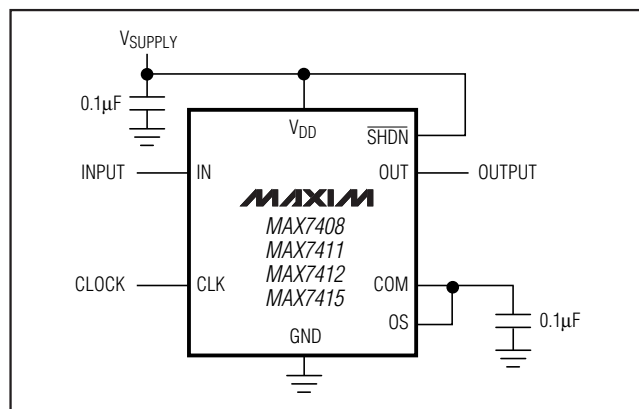 VSUPPLY
0.1µF
VDD
SHDN
INPUT
IN
OUT
OUTPUT
MAXIM
MAX7408
MAX7411
MAX7412
MAX7415
CLOCK
CLK
COM
OS
0.1µF
GND